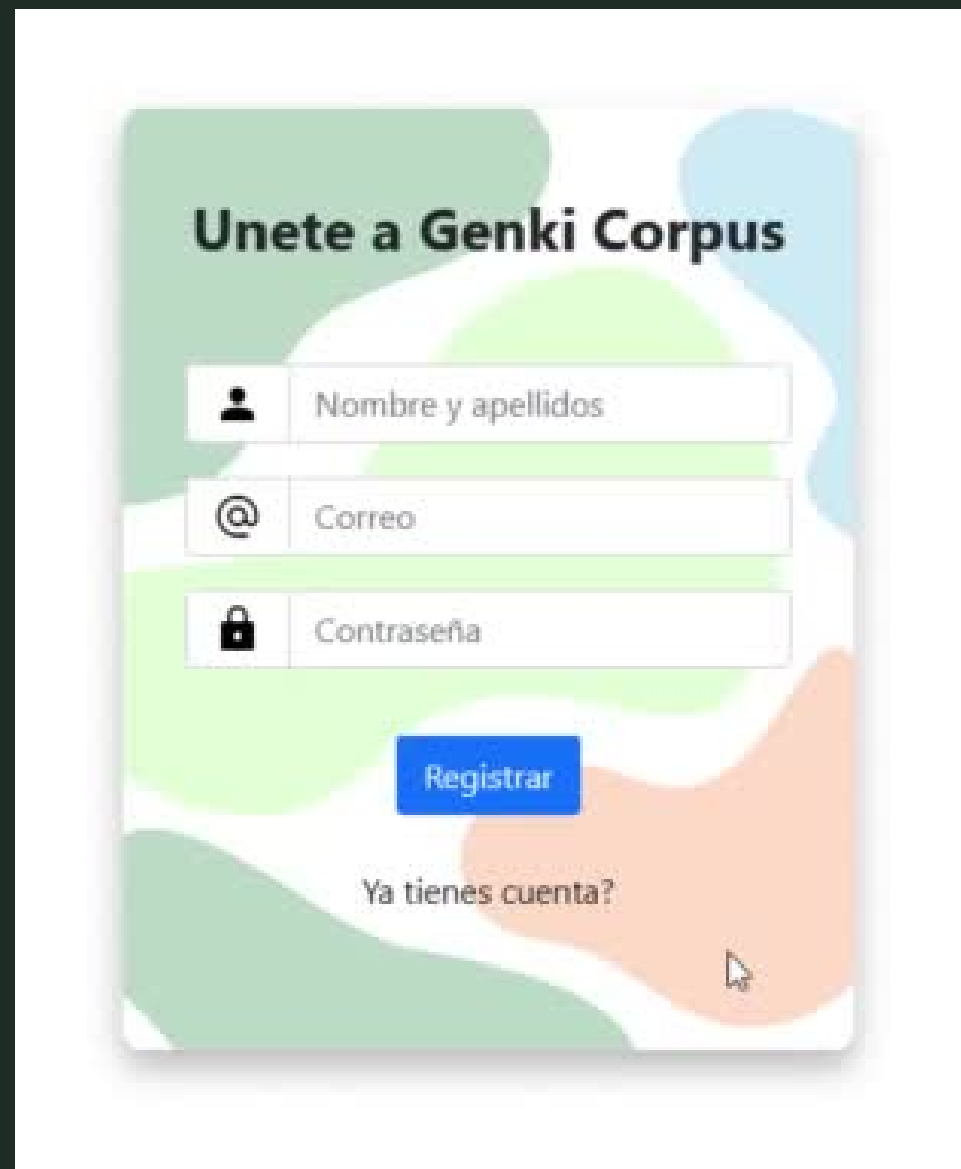 Unete a Genki Corpus
Nombre y apellidos
@ Correo
Contraseña
Registrar
Ya tienes cuenta?